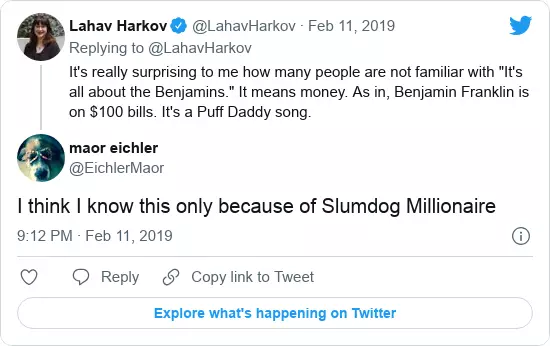 Lahav Harkov @LahavHarkov · Feb 11, 2019
Replying to @LahavHarkov
It's really surprising to me how many people are not familiar with "It's
all about the Benjamins." It means money. As in, Benjamin Franklin is
on $100 bills. It's a Puff Daddy song.
maor eichler
@EichlerMaor
I think I know this only because of Slumdog Millionaire
9:12 PM · Feb 11, 2019
Reply
Copy link to Tweet
Explore what's happening on Twitter